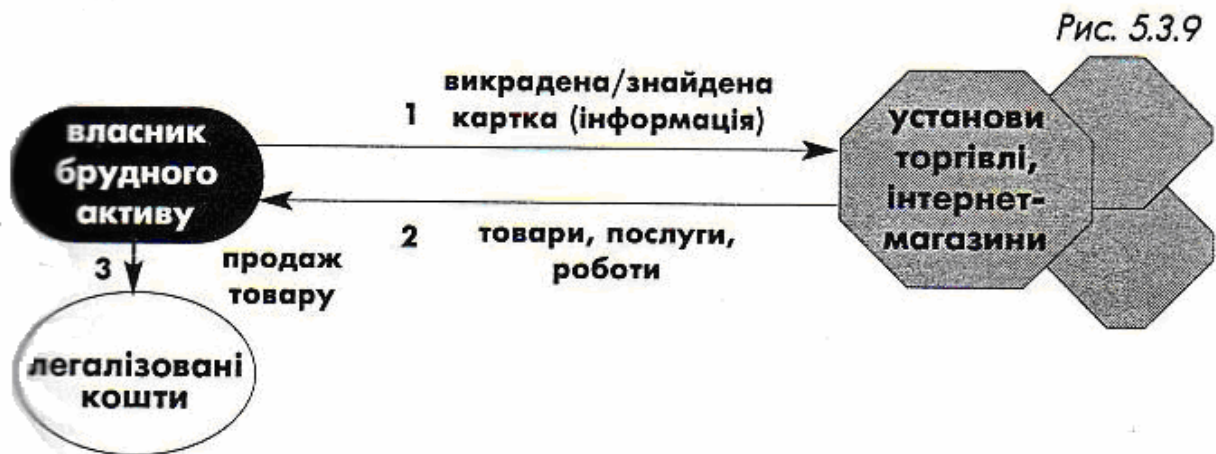 Рис. 5.3.9
власник
брудного
активу
1
викрадена/знайдена
картка (інформація)
установи
торгівлі,
інтернет-
магазини
2
товари, послуги,
роботи
3
продаж
товару
легалізовані
кошти